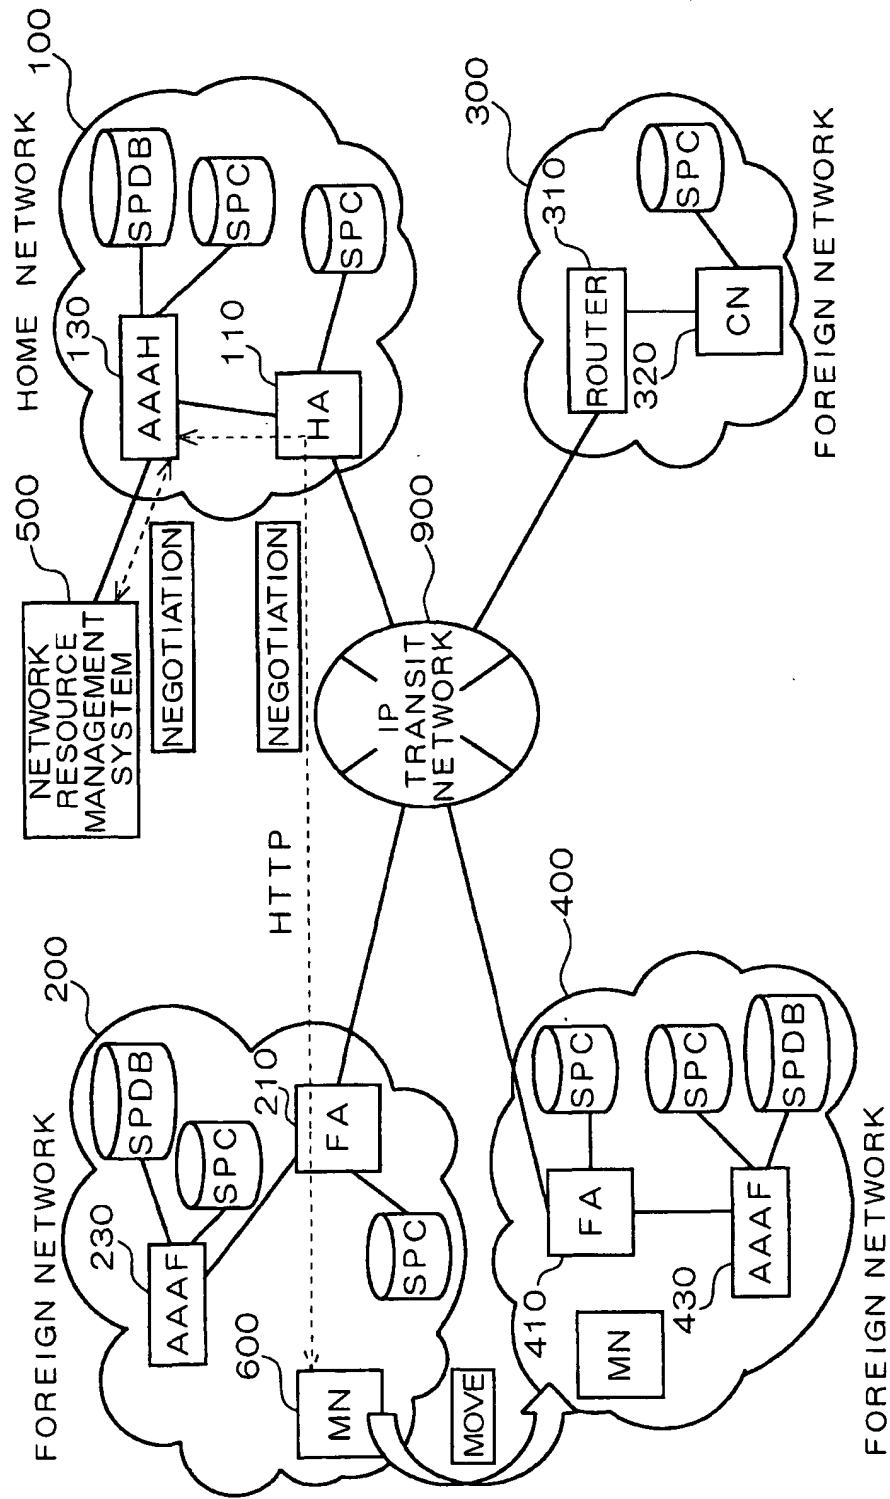 FOREIGN NETWORK
200
NETWORK
RESOURCE
MANAGEMENT
SYSTEM
500
HOME NETWORK
100
230
AAAF
SPDB
SPC
NEGOTIATION
130
AAAH
SPDB
SPC
600
MN
210
FA
SPC
HTTP
NEGOTIATION
110
HA
SPC
MOVE
IP
TRANSIT
NETWORK
900
300
410
MN
FA
SPC
400
310
ROUTER
320
CN
SPC
430
AAAF
SPC
SPDB
FOREIGN NETWORK
FOREIGN NETWORK